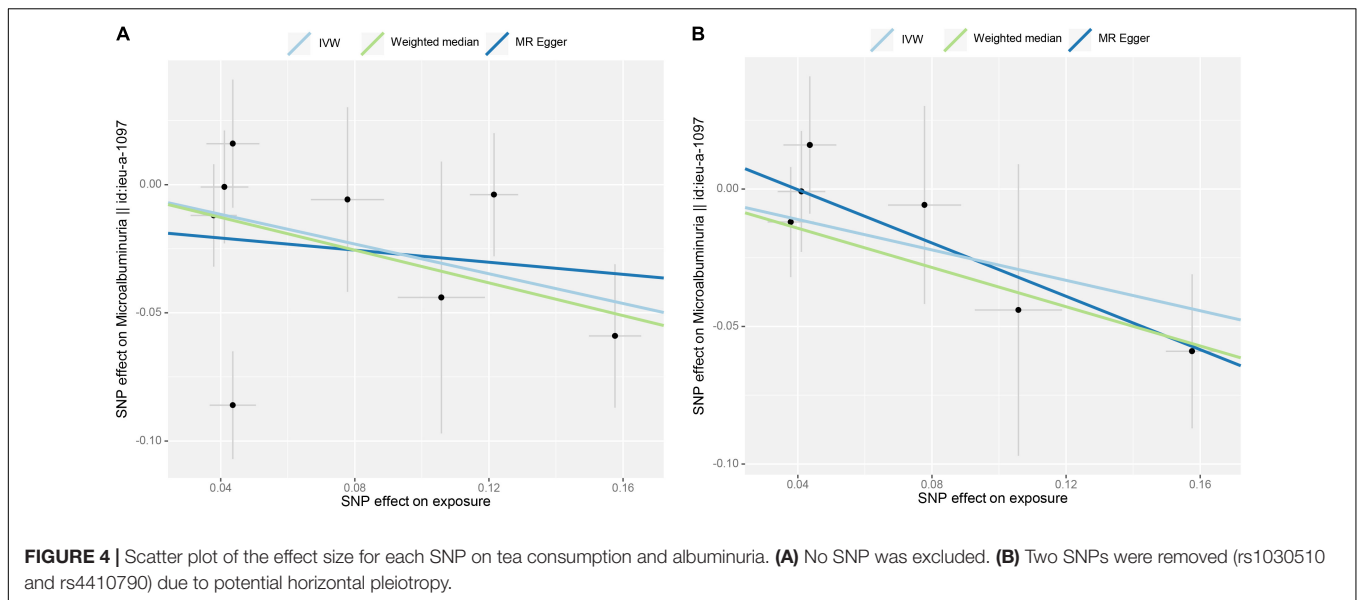 A
IVW Weighted median MR Egger
SNP effect on Microalbuminuria || id:ieu-a-1097
0.00
-0.05
-0.10
0.04 0.08 0.12 0.16
SNP effect on exposure
B
IVW Weighted median MR Egger
SNP effect on Microalbuminuria || id:ieu-a-1097
0.00
-0.05
-0.10
0.04 0.08 0.12 0.16
SNP effect on exposure
FIGURE 4 | Scatter plot of the effect size for each SNP on tea consumption and albuminuria. (A) No SNP was excluded. (B) Two SNPs were removed (rs1030510
and rs4410790) due to potential horizontal pleiotropy.